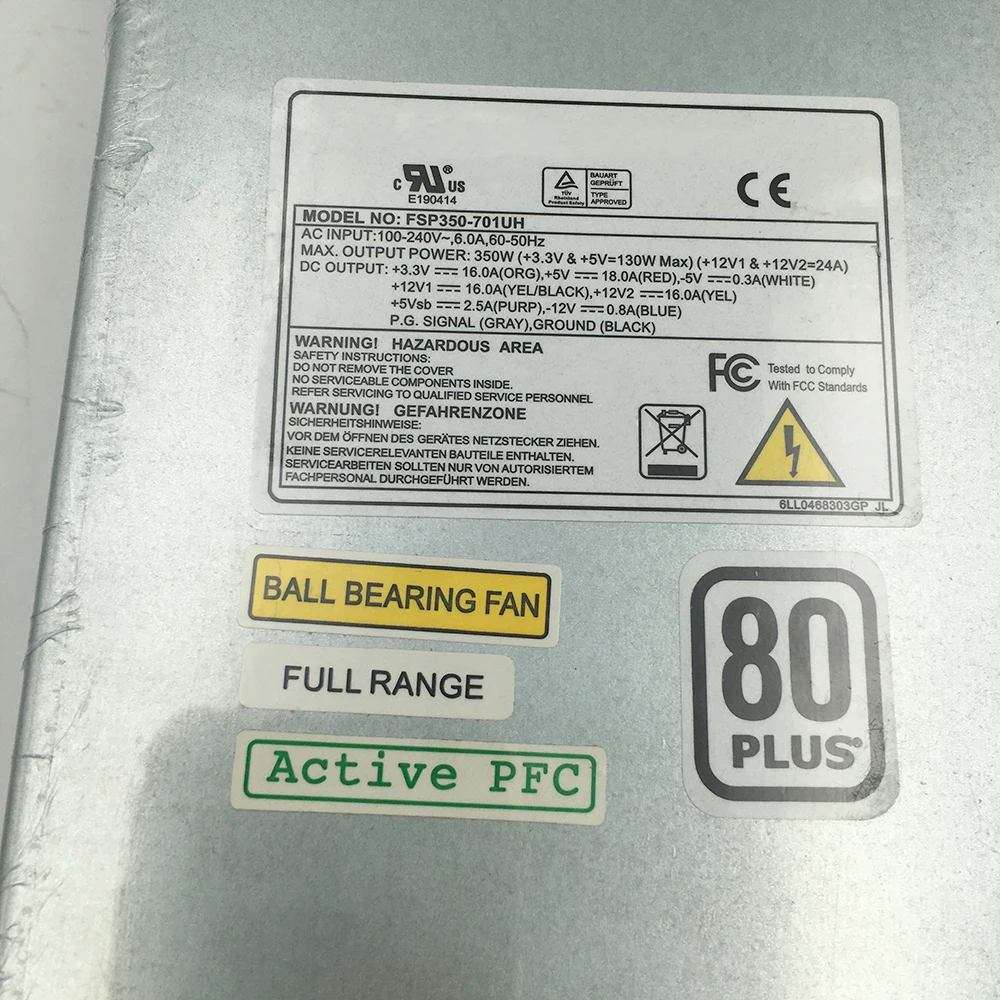 c RU® US
E190414
TÜV
Rheinland
Product Safety
BAUART
GEPRÜFT
TYPE
APPROVED
CE
MODEL NO: FSP350-701UH
AC INPUT:100-240V~,6.0A,60-50Hz
MAX. OUTPUT POWER: 350W (+3.3V & +5V=130W Max) (+12V1 & +12V2=24A)
DC OUTPUT: +3.3V ⎓ 16.0A(ORG),+5V ⎓ 18.0A(RED),-5V ⎓ 0.3A(WHITE)
+12V1 ⎓ 16.0A(YEL/BLACK),+12V2 ⎓ 16.0A(YEL)
+5Vsb ⎓ 2.5A(PURP),-12V ⎓ 0.8A(BLUE)
P.G. SIGNAL (GRAY),GROUND (BLACK)
WARNING! HAZARDOUS AREA
SAFETY INSTRUCTIONS:
DO NOT REMOVE THE COVER
NO SERVICEABLE COMPONENTS INSIDE.
REFER SERVICING TO QUALIFIED SERVICE PERSONNEL
WARNUNG! GEFAHRENZONE
SICHERHEITSHINWEISE:
VOR DEM ÖFFNEN DES GERÄTES NETZSTECKER ZIEHEN.
KEINE SERVICERELEVANTEN BAUTEILE ENTHALTEN.
SERVICEARBEITEN SOLLTEN NUR VON AUTORISIERTEM
FACHPERSONAL DURCHGEFÜHRT WERDEN.
FC Tested to Comply
With FCC Standards
6LL0468303GP JL
BALL BEARING FAN
FULL RANGE
Active PFC
80
PLUS®